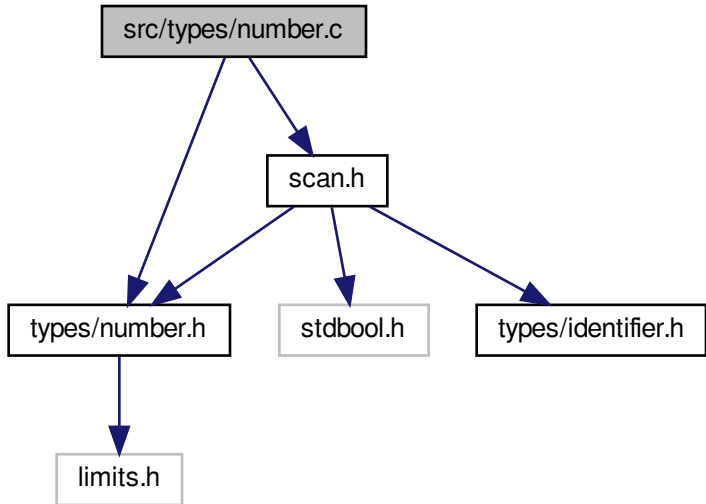 src/types/number.c
scan.h
types/number.h
stdbool.h
types/identifier.h
limits.h